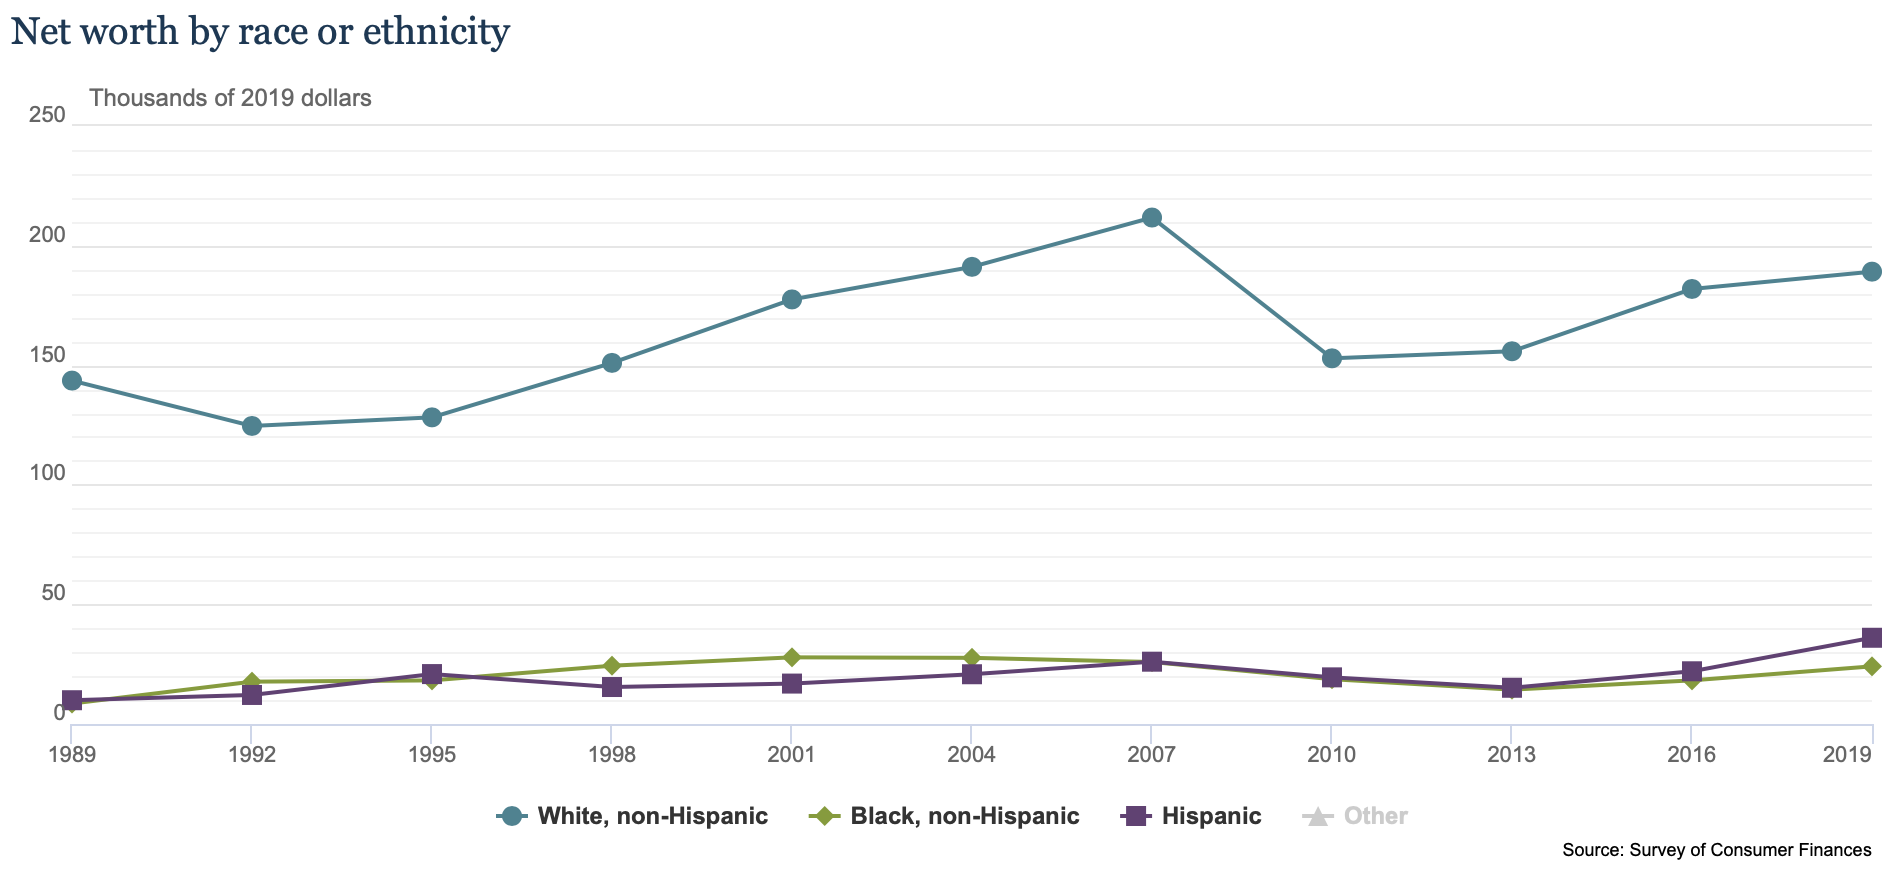 Net worth by race or ethnicity
Thousands of 2019 dollars
250
200
150
100
50
0
1989 1992 1995 1998 2001 2004 2007 2010 2013 2016 2019
White, non-Hispanic Black, non-Hispanic Hispanic Other
Source: Survey of Consumer Finances